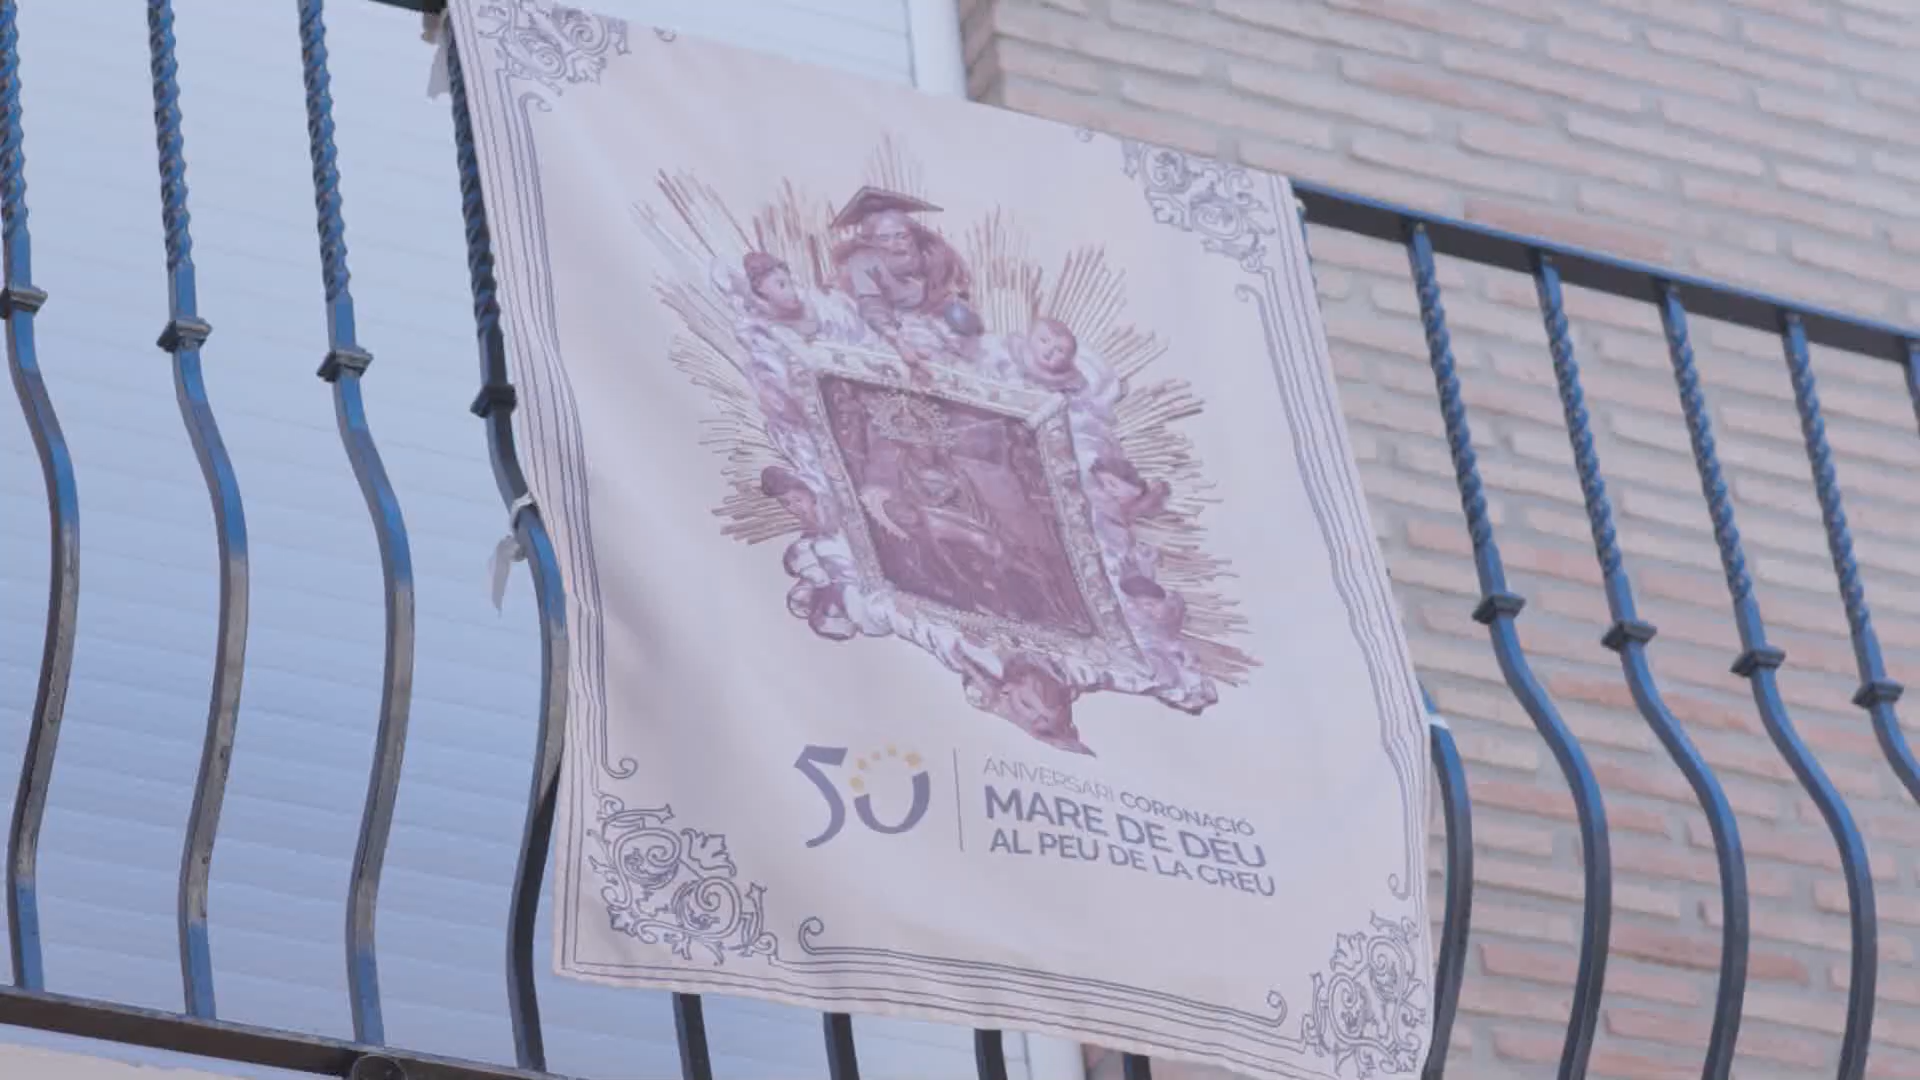 50
ANIVERSARI CORONACIÓ
MARE DE DÉU
AL PEU DE LA CREU